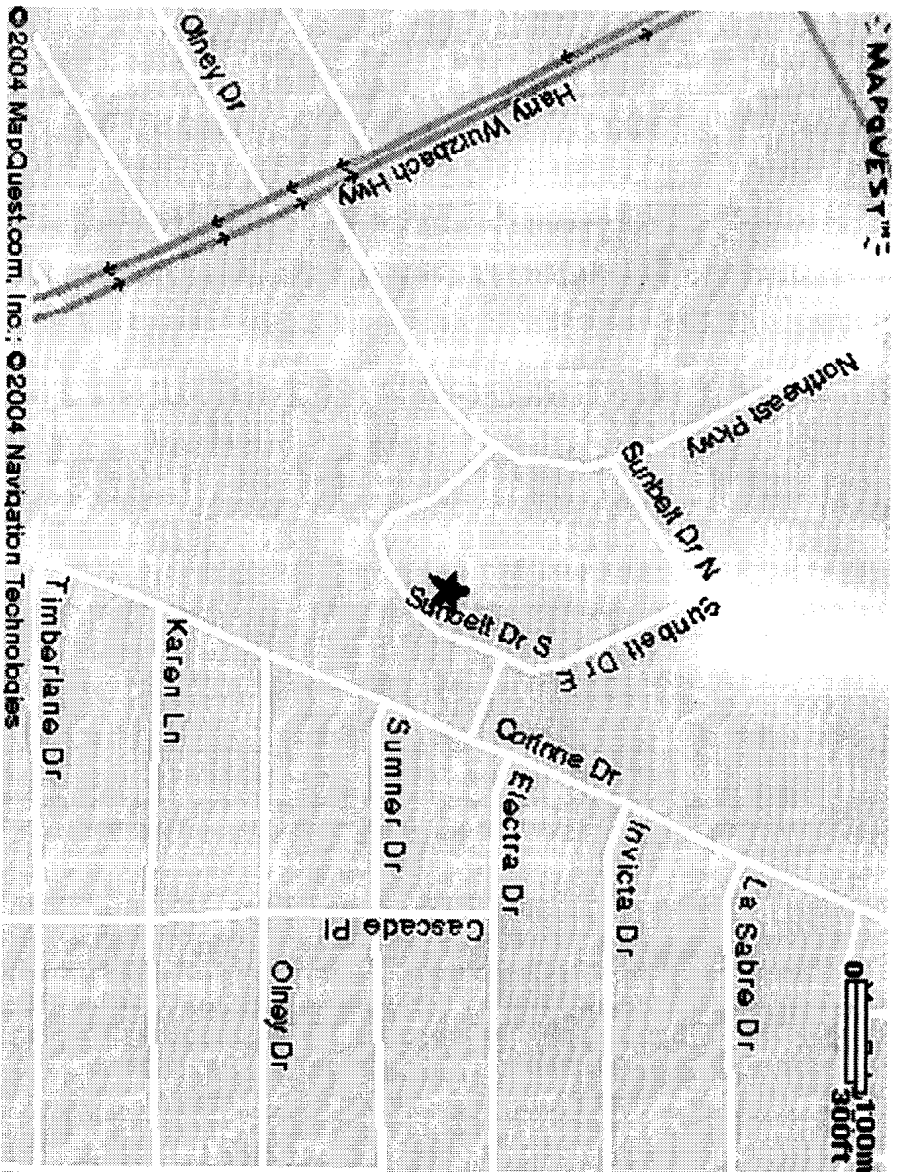 MAPQUEST™
0
100m
300ft
La Sabre Dr
Invicta Dr
Northeast Pkwy
Sunbelt Dr N
Sunbelt Dr E
Corinne Dr
Electra Dr
Sunbelt Dr S
Cascade Pl
Harry Wurzbach Hwy
Sumner Dr
Olney Dr
Olney Dr
Karen Ln
Timberlane Dr
©2004 MapQuest.com, Inc.; ©2004 Navigation Technologies